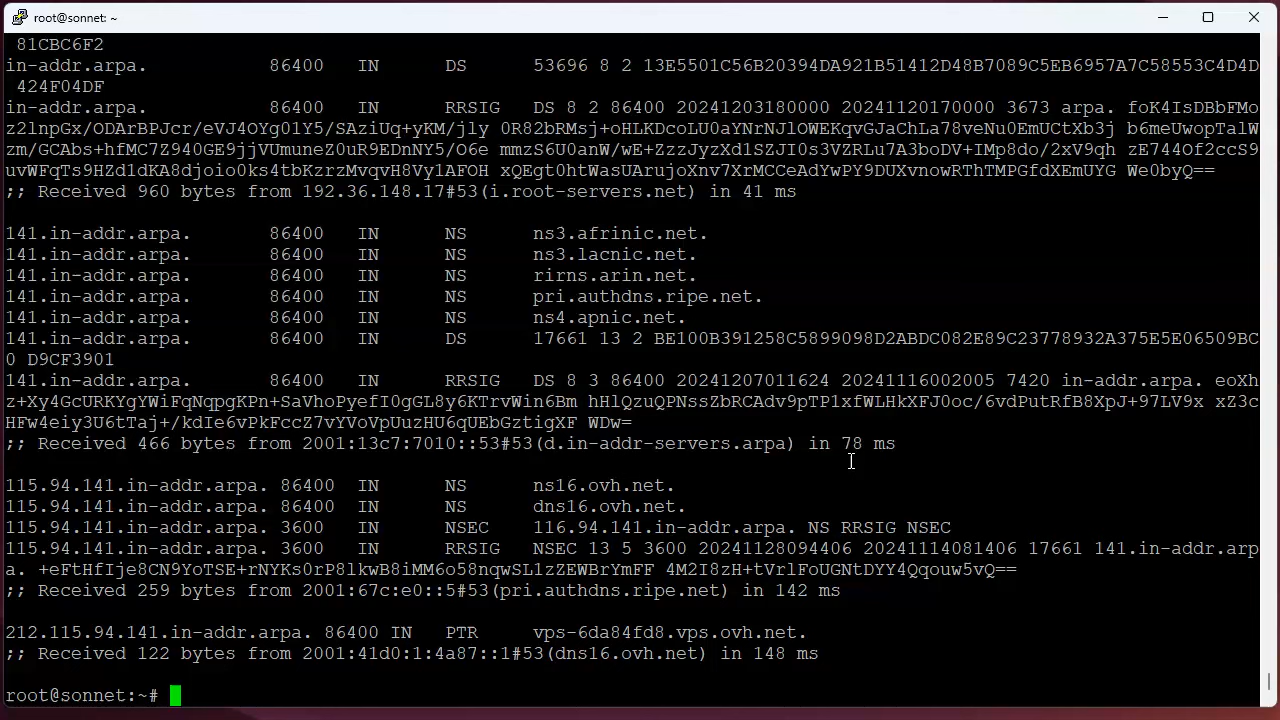 root@sonnet: ~
81CBC6F2
in-addr.arpa. 86400 IN DS 53696 8 2 13E5501C56B20394DA921B51412D48B7089C5EB6957A7C58553C4D4D
424F04DF
in-addr.arpa. 86400 IN RRSIG DS 8 2 86400 20241203180000 20241120170000 3673 arpa. foK4IsDBbFMo
z2lnpGx/ODArBPJcr/eVJ4OYg01Y5/SAziUq+yKM/jly 0R82bRMsj+oHLKDcoLU0aYNrNJlOWEKqvGJaChLa78veNu0EmUCtXb3j b6meUwopTalW
zm/GCAbs+hfMC7Z940GE9jjVUmuneZ0uR9EDnNY5/O6e mmzS6U0anW/wE+ZzzJyzXd1SZJI0s3VZRLu7A3boDV+IMp8do/2xV9qh zE744Of2ccS9
uvWFqTs9HZd1dKA8djoio0ks4tbKzrzMvqvH8Vy1AFOH xQEgt0htWasUArujoXnv7XrMCCeAdYwPY9DUXvnowRThTMPGfdXEmUYG We0byQ==
;; Received 960 bytes from 192.36.148.17#53(i.root-servers.net) in 41 ms
141.in-addr.arpa. 86400 IN NS ns3.afrinic.net.
141.in-addr.arpa. 86400 IN NS ns3.lacnic.net.
141.in-addr.arpa. 86400 IN NS rirns.arin.net.
141.in-addr.arpa. 86400 IN NS pri.authdns.ripe.net.
141.in-addr.arpa. 86400 IN NS ns4.apnic.net.
141.in-addr.arpa. 86400 IN DS 17661 13 2 BE100B391258C5899098D2ABDC082E89C23778932A375E5E06509BC
0 D9CF3901
141.in-addr.arpa. 86400 IN RRSIG DS 8 3 86400 20241207011624 20241116002005 7420 in-addr.arpa. eoXh
z+Xy4GcURKYgYWiFqNqpgKPn+SaVhoPyefI0gGL8y6KTrvWin6Bm hHlQzuQPNssZbRCAdv9pTP1xfWLHkXFJ0oc/6vdPutRfB8XpJ+97LV9x xZ3c
HFw4eiy3U6tTaj+/kdIe6vPkFccZ7vYVoVpUuzHU6qUEbGztigXF WDw=
;; Received 466 bytes from 2001:13c7:7010::53#53(d.in-addr-servers.arpa) in 78 ms
115.94.141.in-addr.arpa. 86400 IN NS ns16.ovh.net.
115.94.141.in-addr.arpa. 86400 IN NS dns16.ovh.net.
115.94.141.in-addr.arpa. 3600 IN NSEC 116.94.141.in-addr.arpa. NS RRSIG NSEC
115.94.141.in-addr.arpa. 3600 IN RRSIG NSEC 13 5 3600 20241128094406 20241114081406 17661 141.in-addr.arp
a. +eFtHfIje8CN9YoTSE+rNYKs0rP8lkwB8iMM6o58nqwSL1zZEWBrYmFF 4M2I8zH+tVrlFoUGNtDYY4Qqouw5vQ==
;; Received 259 bytes from 2001:67c:e0::5#53(pri.authdns.ripe.net) in 142 ms
212.115.94.141.in-addr.arpa. 86400 IN PTR vps-6da84fd8.vps.ovh.net.
;; Received 122 bytes from 2001:41d0:1:4a87::1#53(dns16.ovh.net) in 148 ms
root@sonnet:~#